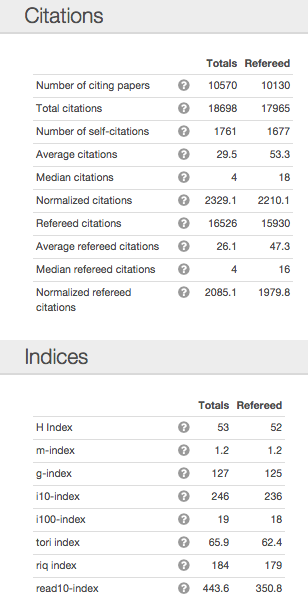 Citations
Totals Refereed
Number of citing papers ? 10570 10130
Total citations ? 18698 17965
Number of self-citations ? 1761 1677
Average citations ? 29.5 53.3
Median citations ? 4 18
Normalized citations ? 2329.1 2210.1
Refereed citations ? 16526 15930
Average refereed citations ? 26.1 47.3
Median refereed citations ? 4 16
Normalized refereed ? 2085.1 1979.8
citations
Indices
Totals Refereed
H Index ? 53 52
m-index ? 1.2 1.2
g-index ? 127 125
i10-index ? 246 236
i100-index ? 19 18
tori index ? 65.9 62.4
riq index ? 184 179
read10-index ? 443.6 350.8